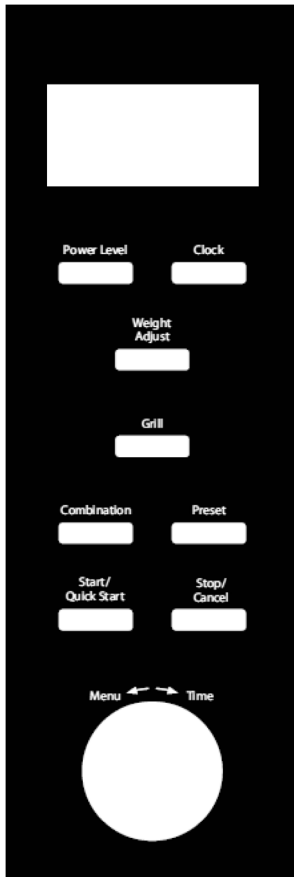 Power Level Clock
Weight
Adjust
Grill
Combination Preset
Start/ Stop/
Quick Start Cancel
Menu Time